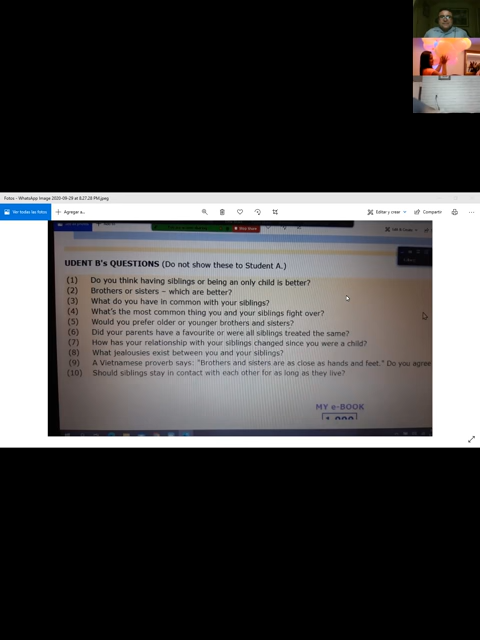 Fotos - WhatsApp Image 2020-09-29 at 8.27.28 PM.jpeg
Ver todas las fotos
Agregar a...
Editar y crear
Compartir
UDENT B's QUESTIONS (Do not show these to Student A.)
(1) Do you think having siblings or being an only child is better?
(2) Brothers or sisters – which are better?
(3) What do you have in common with your siblings?
(4) What's the most common thing you and your siblings fight over?
(5) Would you prefer older or younger brothers and sisters?
(6) Did your parents have a favourite or were all siblings treated the same?
(7) How has your relationship with your siblings changed since you were a child?
(8) What jealousies exist between you and your siblings?
(9) A Vietnamese proverb says: "Brothers and sisters are as close as hands and feet." Do you agree
(10) Should siblings stay in contact with each other for as long as they live?
MY e-BOOK
1,000